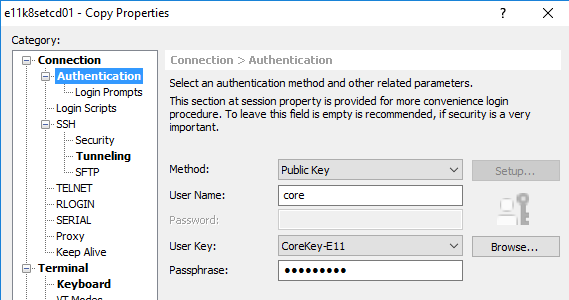 e11k8setcd01 - Copy Properties
Category:
Connection
Authentication
Login Prompts
Login Scripts
SSH
Security
Tunneling
SFTP
TELNET
RLOGIN
SERIAL
Proxy
Keep Alive
Terminal
Keyboard
VT Modes
Connection > Authentication
Select an authentication method and other related parameters.
This section at session property is provided for more convenience login
procedure. To leave this field is empty is recommended, if security is a very
important.
Method: Public Key Setup...
User Name: core
Password:
User Key: CoreKey-E11 Browse...
Passphrase: •••••••••